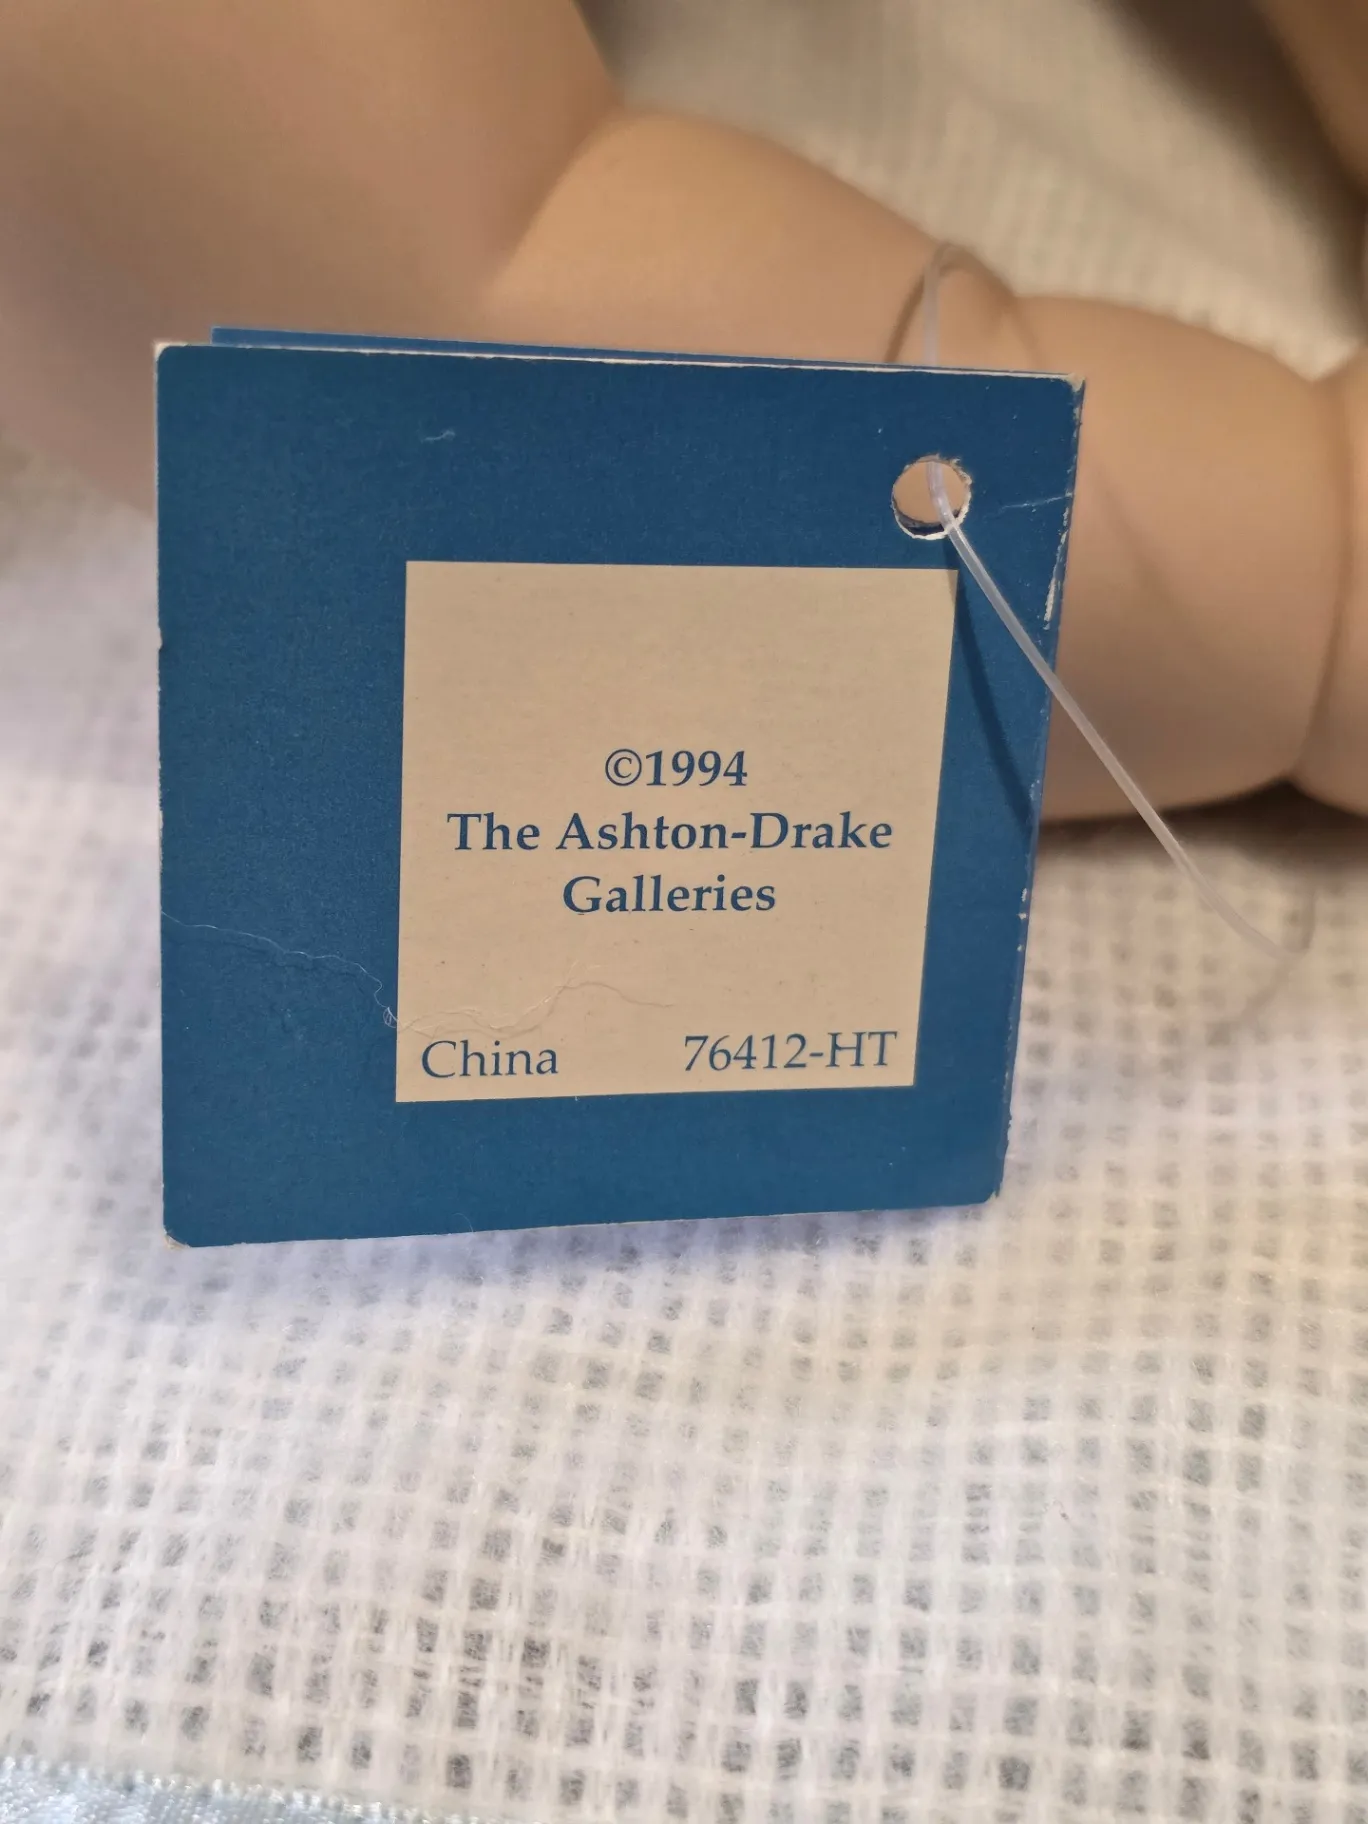 ©1994
The Ashton-Drake
Galleries
China 76412-HT